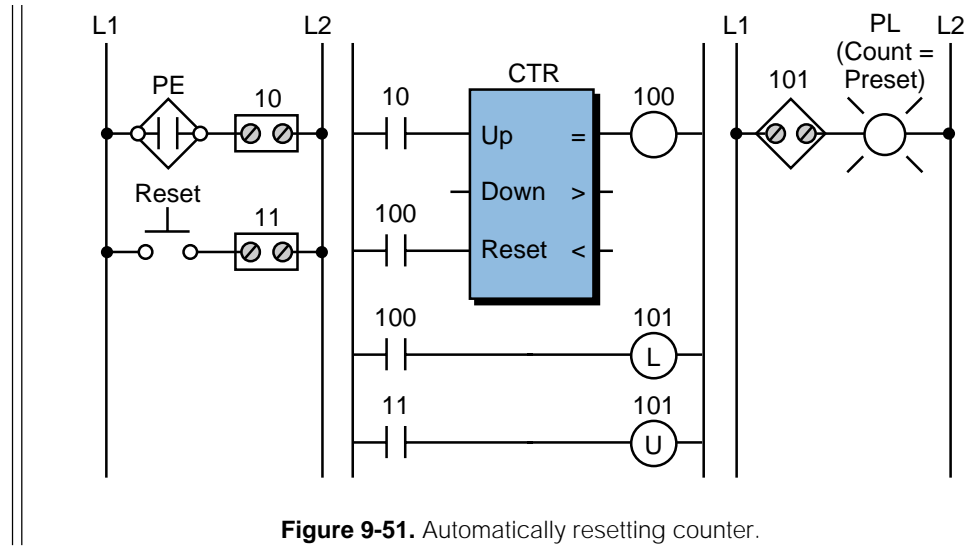 L1 L2 L1 PL L2
(Count =
Preset)
CTR
PE 10 10 100 101
Up =
Down >
Reset 100
11 Reset <
100 101
L
11 101
U
Figure 9-51. Automatically resetting counter.